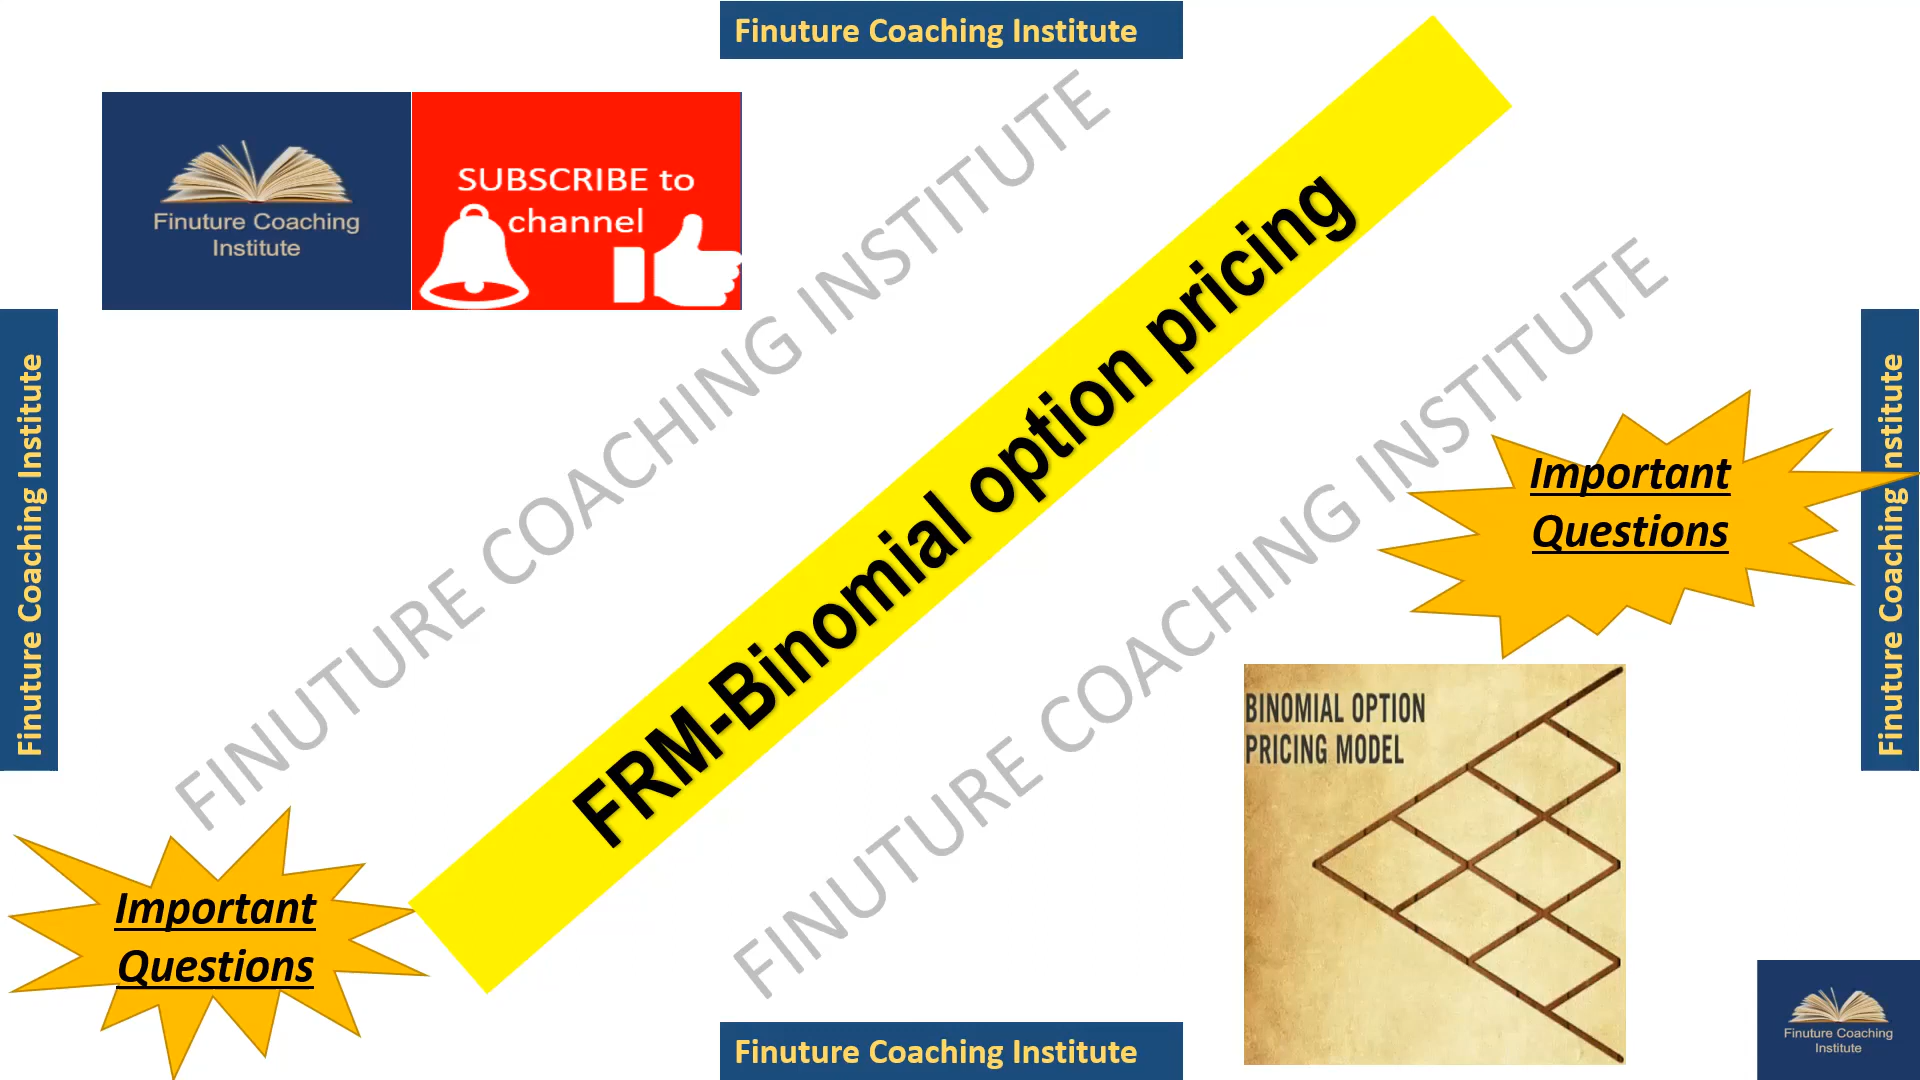 Finuture Coaching Institute
SUBSCRIBE to
channel
Finuture Coaching
Institute
FINUTURE COACHING INSTITUTE
FRM-Binomial option pricing
FINUTURE COACHING INSTITUTE
Finuture Coaching Institute
Finuture Coaching Institute
Important
Questions
BINOMIAL OPTION
PRICING MODEL
Important
Questions
Finuture Coaching Institute
Finuture Coaching
Institute